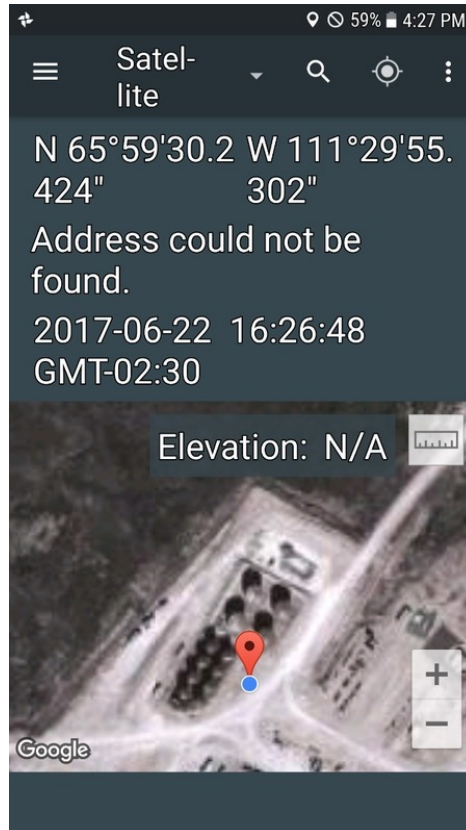 59% 4:27 PM
Satel-
lite
N 65°59'30.2 W 111°29'55.
424" 302"
Address could not be
found.
2017-06-22 16:26:48
GMT-02:30
Elevation: N/A
+
−
Google